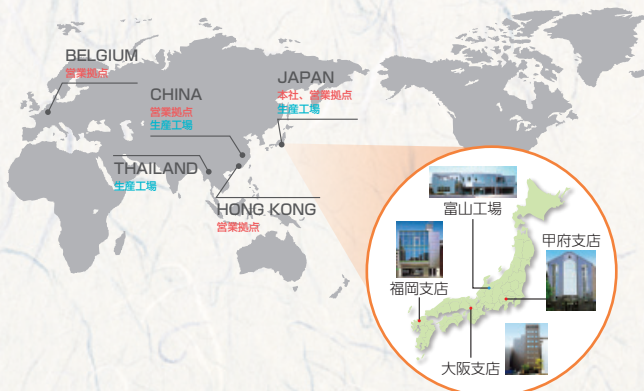 BELGIUM
営業拠点
CHINA
営業拠点
生産工場
JAPAN
本社、営業拠点
生産工場
THAILAND
生産工場
HONG KONG
営業拠点
富山工場
甲府支店
福岡支店
大阪支店